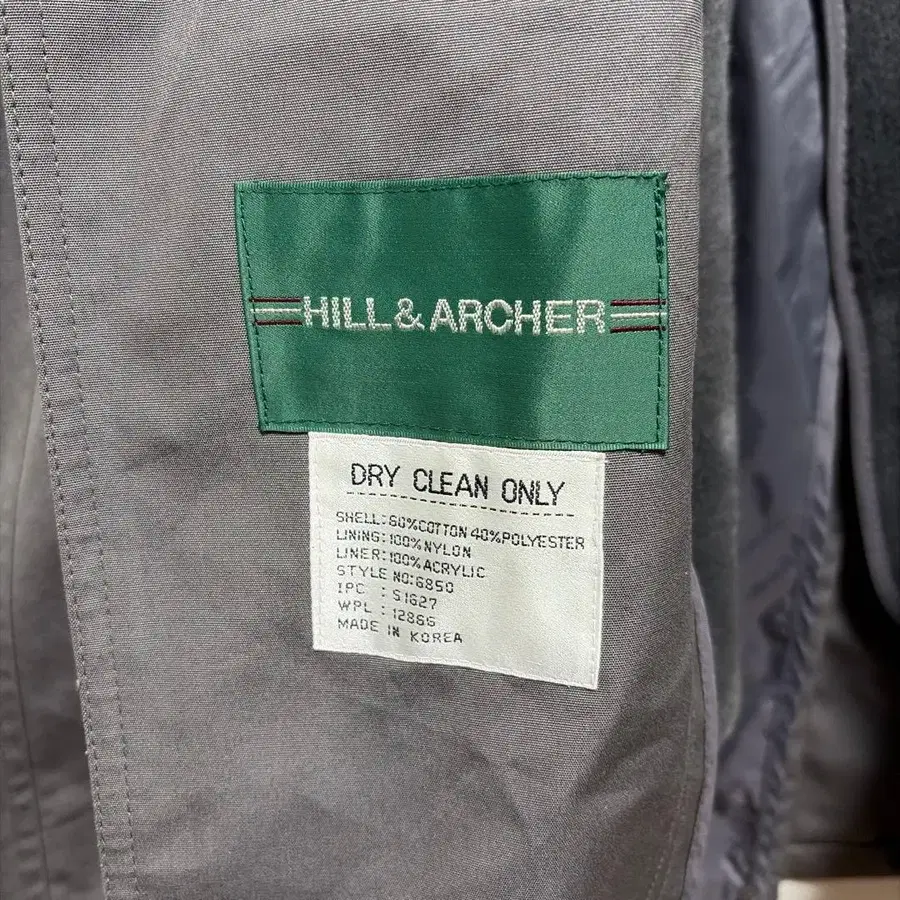 HILL & ARCHER
DRY CLEAN ONLY
SHELL:60%COTTON 40%POLYESTER
LINING:100%NYLON
LINER:100%ACRYLIC
STYLE NO:6850
IPC : S1627
WPL : 12866
MADE IN KOREA